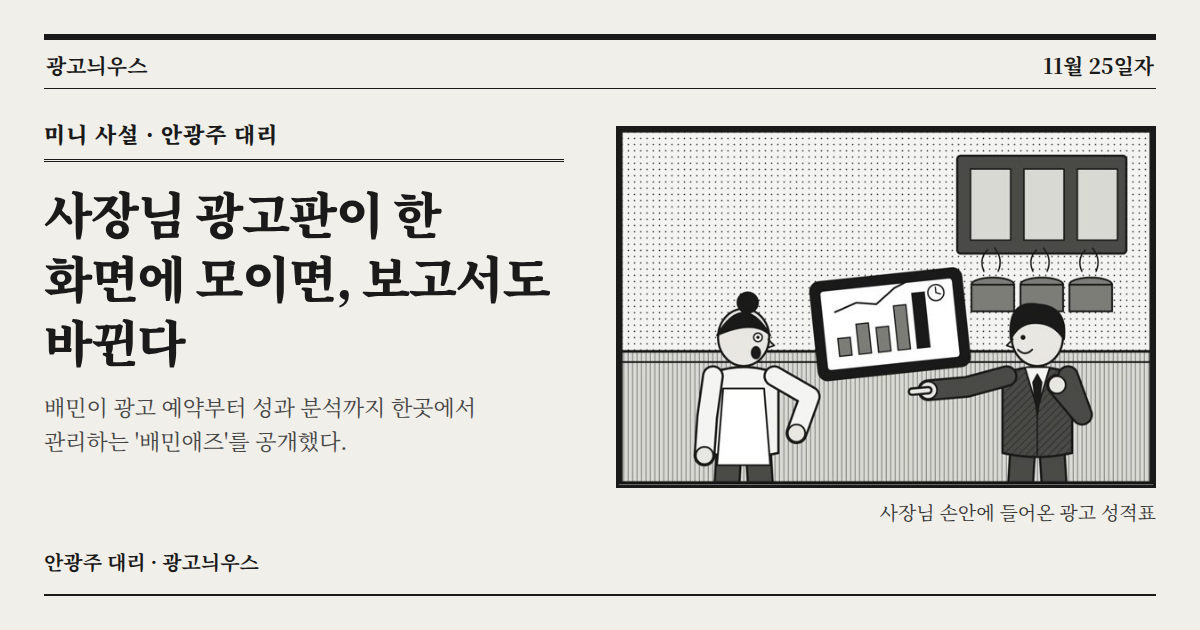 광고늬우스
11월 25일자
미니 사설 · 안광주 대리
사장님 광고판이 한
화면에 모이면, 보고서도
바뀐다
배민이 광고 예약부터 성과 분석까지 한곳에서
관리하는 '배민애즈'를 공개했다.
사장님 손안에 들어온 광고 성적표
안광주 대리 · 광고늬우스